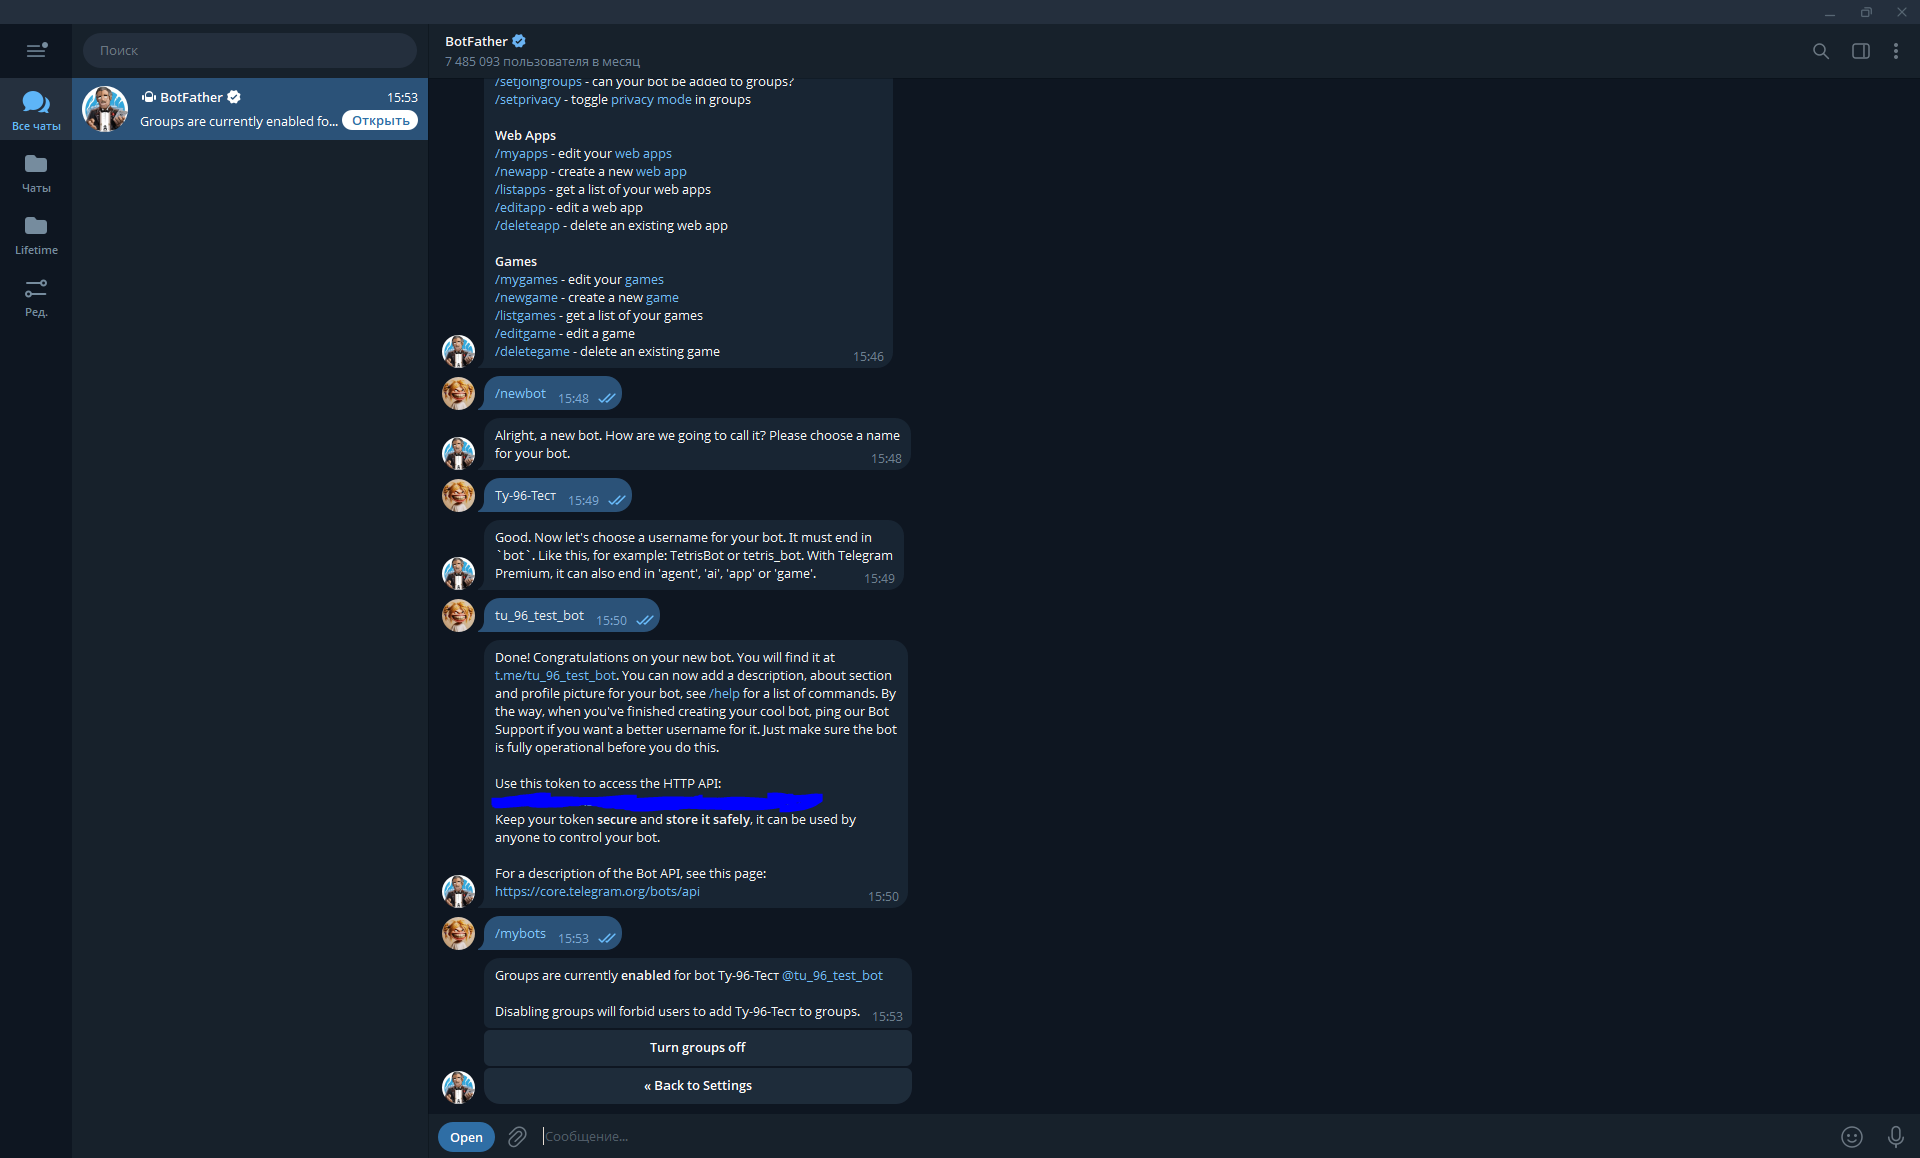 Поиск
BotFather
7 485 093 пользователя в месяц
Все чаты
Чаты
Lifetime
Ред.
BotFather 15:53
Groups are currently enabled fo... Открыть
/setjoingroups - can your bot be added to groups?
/setprivacy - toggle privacy mode in groups
Web Apps
/myapps - edit your web apps
/newapp - create a new web app
/listapps - get a list of your web apps
/editapp - edit a web app
/deleteapp - delete an existing web app
Games
/mygames - edit your games
/newgame - create a new game
/listgames - get a list of your games
/editgame - edit a game
/deletegame - delete an existing game
15:46
/newbot 15:48
Alright, a new bot. How are we going to call it? Please choose a name
for your bot.
15:48
Ту-96-Тест 15:49
Good. Now let's choose a username for your bot. It must end in
`bot`. Like this, for example: TetrisBot or tetris_bot. With Telegram
Premium, it can also end in 'agent', 'ai', 'app' or 'game'.
15:49
tu_96_test_bot 15:50
Done! Congratulations on your new bot. You will find it at
t.me/tu_96_test_bot. You can now add a description, about section
and profile picture for your bot, see /help for a list of commands. By
the way, when you've finished creating your cool bot, ping our Bot
Support if you want a better username for it. Just make sure the bot
is fully operational before you do this.
Use this token to access the HTTP API:
Keep your token secure and store it safely, it can be used by
anyone to control your bot.
For a description of the Bot API, see this page:
https://core.telegram.org/bots/api
15:50
/mybots 15:53
Groups are currently enabled for bot Ту-96-Тест @tu_96_test_bot
Disabling groups will forbid users to add Ту-96-Тест to groups.
15:53
Turn groups off
« Back to Settings
Open
Сообщение...